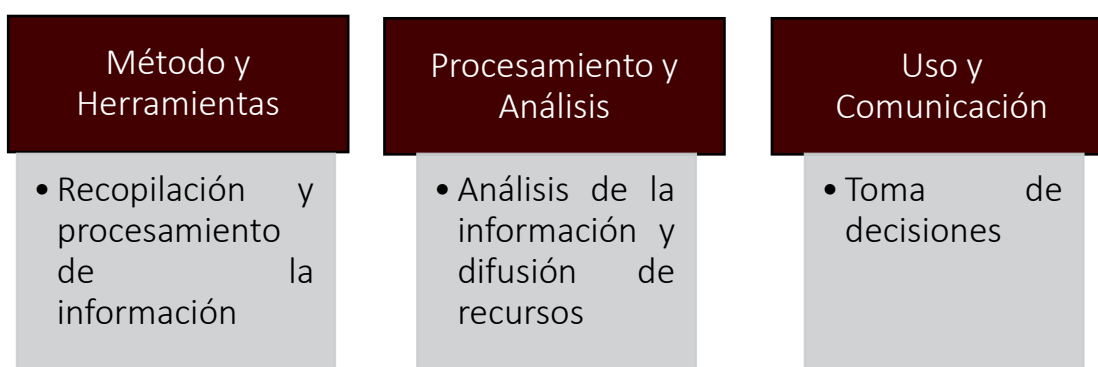 Método y
Herramientas
• Recopilación y
procesamiento
de la
información
Procesamiento y
Análisis
• Análisis de la
información y
difusión de
recursos
Uso y
Comunicación
• Toma de
decisiones